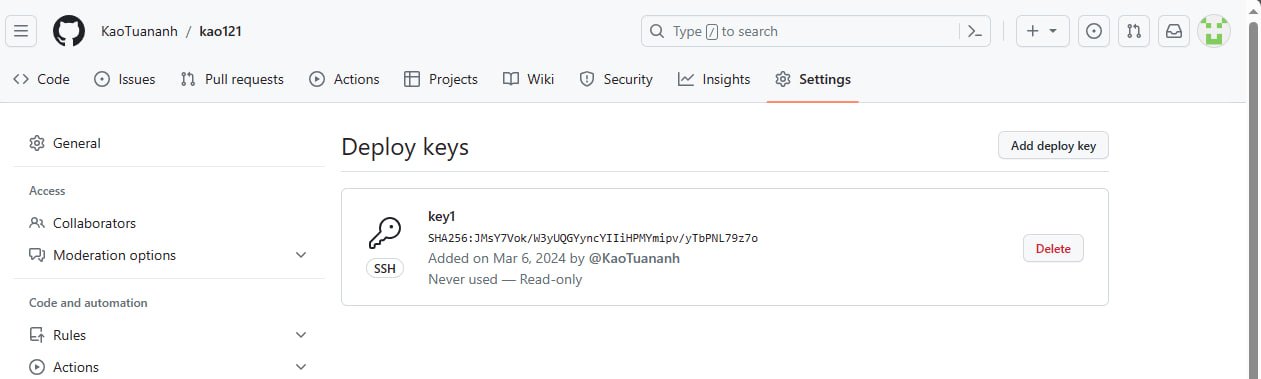 KaoTuananh / kao121
Type / to search
Code Issues Pull requests Actions Projects Wiki Security Insights Settings
General
Access
Collaborators
Moderation options
Code and automation
Rules
Actions
Deploy keys
Add deploy key
key1
SHA256:JMsY7Vok/W3yUQGYyncYIIiHPMYmipv/yTbPNL79z7o
Added on Mar 6, 2024 by @KaoTuananh
Never used — Read-only
SSH
Delete